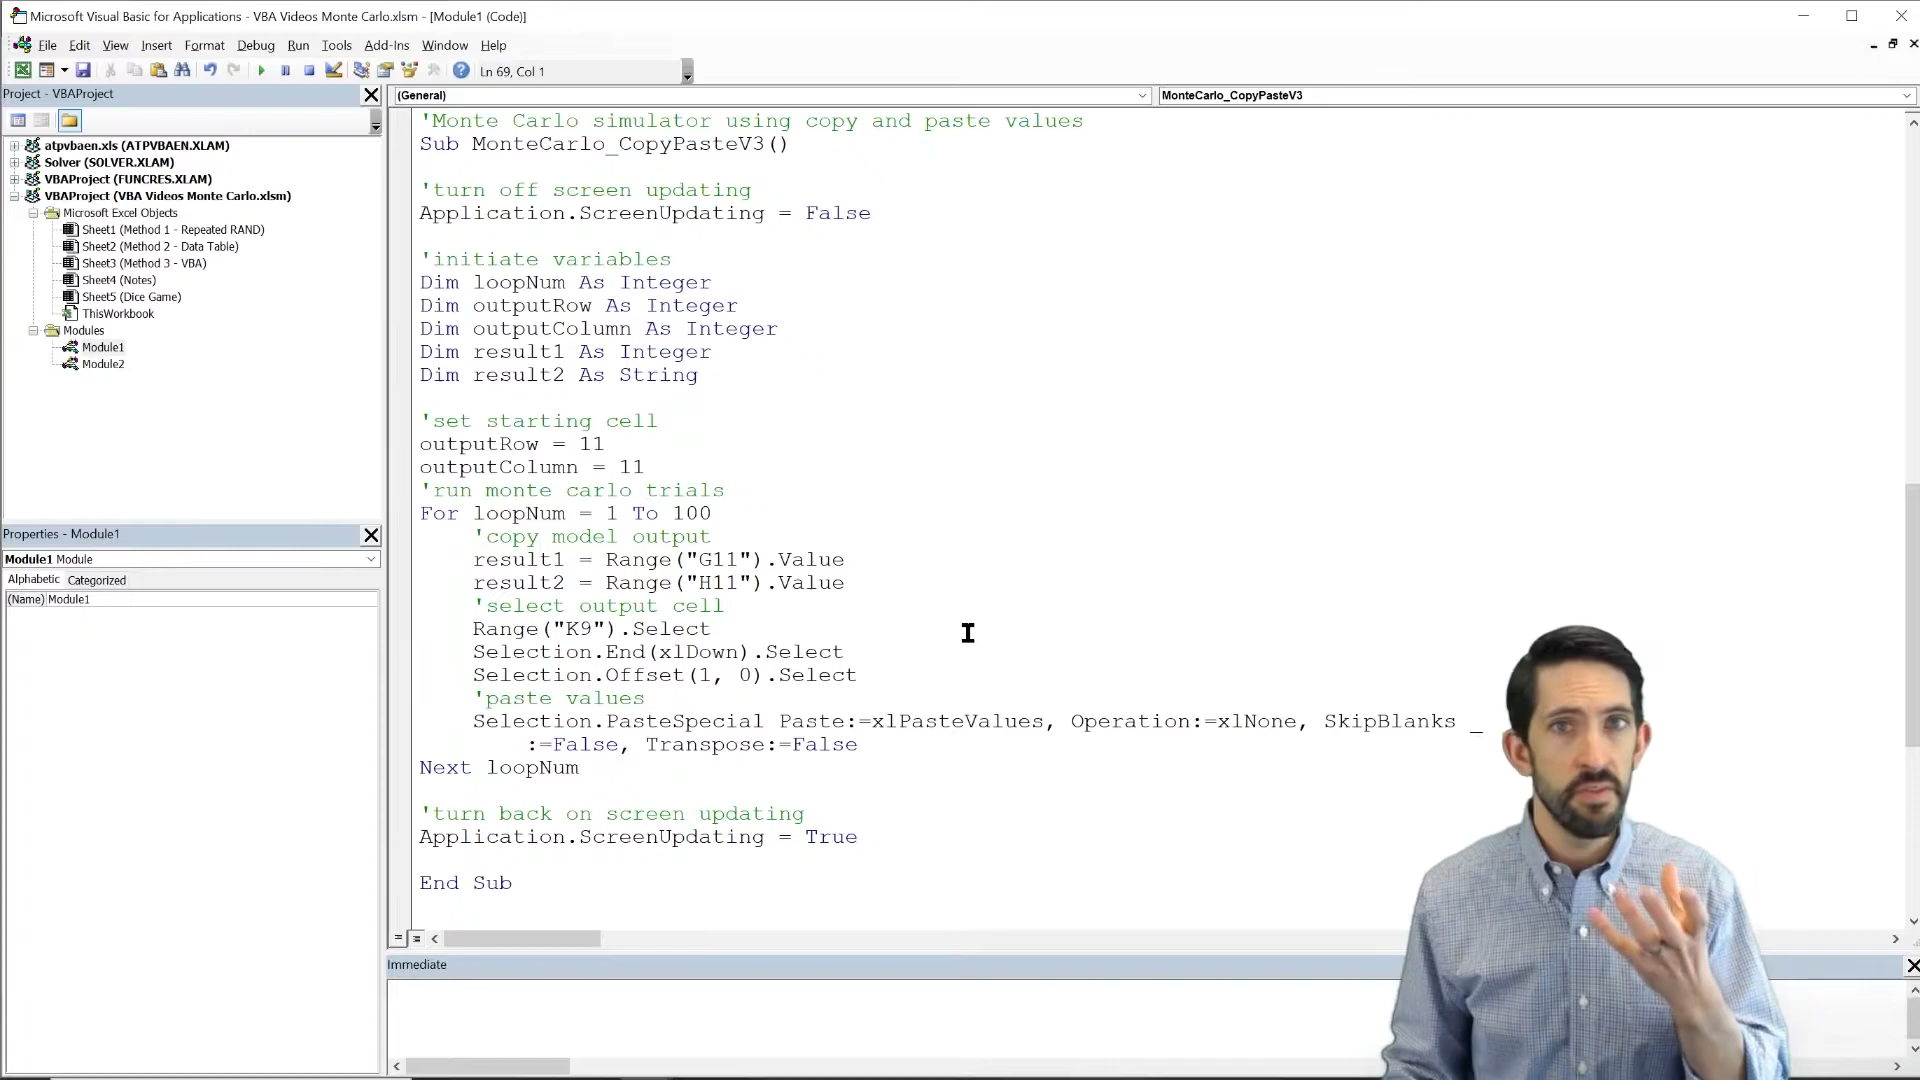 Microsoft Visual Basic for Applications - VBA Videos Monte Carlo.xlsm - [Module1 (Code)]
File Edit View Insert Format Debug Run Tools Add-Ins Window Help
Ln 69, Col 1
Project - VBAProject
atpvbaen.xls (ATPVBAEN.XLAM)
Solver (SOLVER.XLAM)
VBAProject (FUNCRES.XLAM)
VBAProject (VBA Videos Monte Carlo.xlsm)
Microsoft Excel Objects
Sheet1 (Method 1 - Repeated RAND)
Sheet2 (Method 2 - Data Table)
Sheet3 (Method 3 - VBA)
Sheet4 (Notes)
Sheet5 (Dice Game)
ThisWorkbook
Modules
Module1
Module2
Properties - Module1
Module1 Module
Alphabetic Categorized
(Name) Module1
(General)
MonteCarlo_CopyPasteV3
'Monte Carlo simulator using copy and paste values
Sub MonteCarlo_CopyPasteV3()
'turn off screen updating
Application.ScreenUpdating = False
'initiate variables
Dim loopNum As Integer
Dim outputRow As Integer
Dim outputColumn As Integer
Dim result1 As Integer
Dim result2 As String
'set starting cell
outputRow = 11
outputColumn = 11
'run monte carlo trials
For loopNum = 1 To 100
'copy model output
result1 = Range("G11").Value
result2 = Range("H11").Value
'select output cell
Range("K9").Select
Selection.End(xlDown).Select
Selection.Offset(1, 0).Select
'paste values
Selection.PasteSpecial Paste:=xlPasteValues, Operation:=xlNone, SkipBlanks _
:=False, Transpose:=False
Next loopNum
'turn back on screen updating
Application.ScreenUpdating = True
End Sub
Immediate